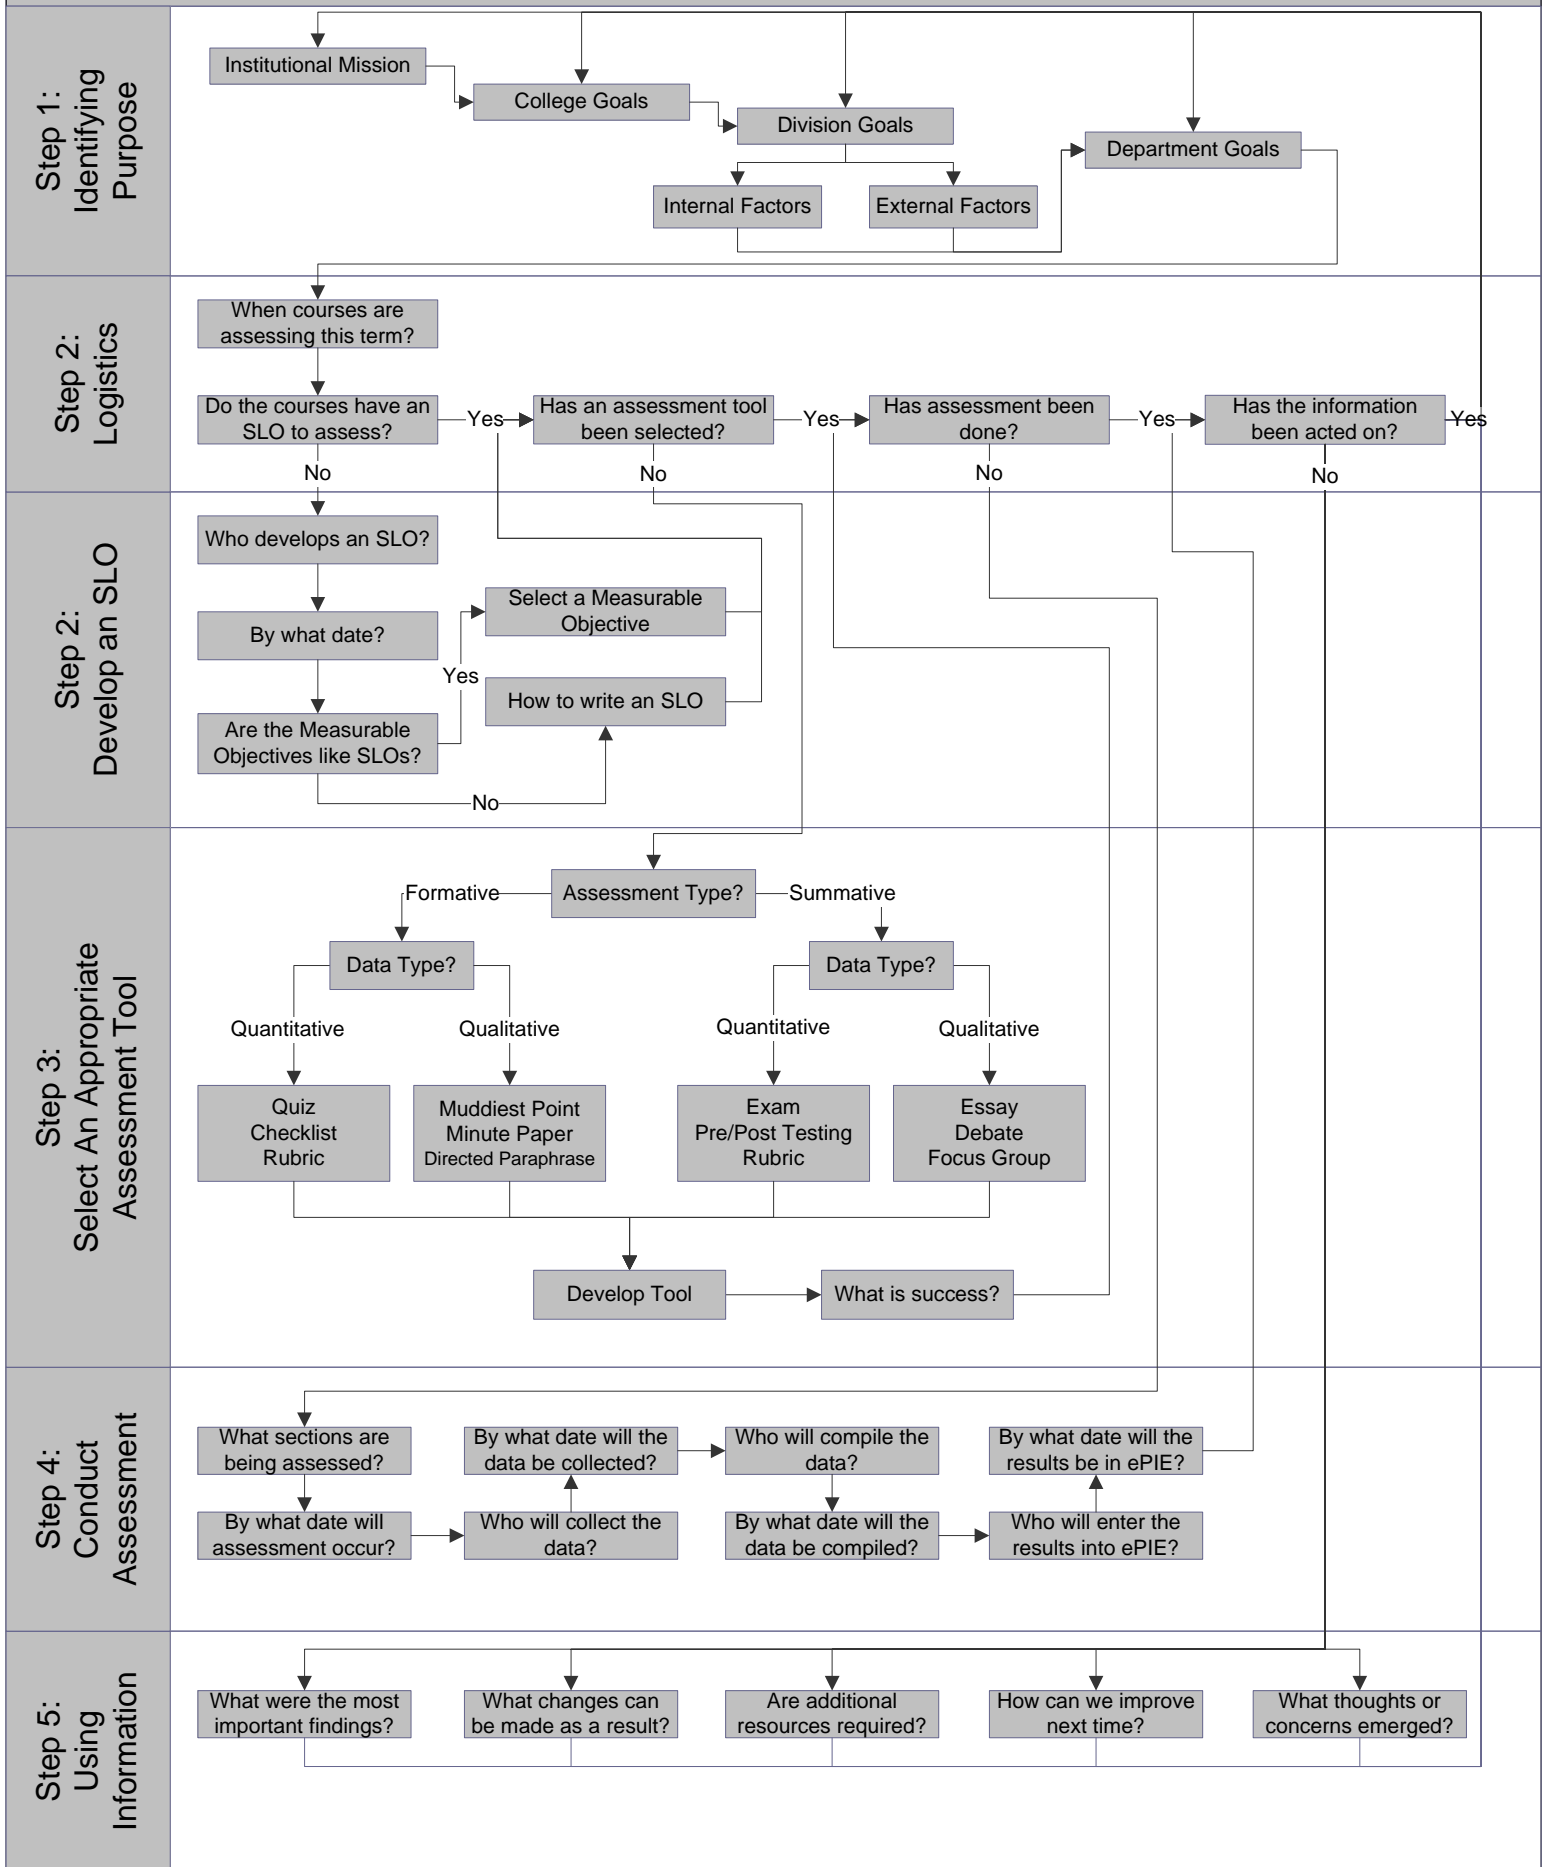 Step 1:
Identifying
Purpose
Institutional Mission
College Goals
Division Goals
Department Goals
Internal Factors
External Factors
Step 2:
Logistics
When courses are
assessing this term?
Do the courses have an
SLO to assess?
Yes
Has an assessment tool
been selected?
Yes
Has assessment been
done?
Yes
Has the information
been acted on?
Yes
No
No
No
No
Step 2:
Develop an SLO
Who develops an SLO?
By what date?
Are the Measurable
Objectives like SLOs?
Yes
Select a Measurable
Objective
How to write an SLO
No
Step 3:
Select An Appropriate
Assessment Tool
Formative
Assessment Type?
Summative
Data Type?
Data Type?
Quantitative
Qualitative
Quantitative
Qualitative
Quiz
Checklist
Rubric
Muddiest Point
Minute Paper
Directed Paraphrase
Exam
Pre/Post Testing
Rubric
Essay
Debate
Focus Group
Develop Tool
What is success?
Step 4:
Conduct
Assessment
What sections are
being assessed?
By what date will the
data be collected?
Who will compile the
data?
By what date will the
results be in ePIE?
By what date will
assessment occur?
Who will collect the
data?
By what date will the
data be compiled?
Who will enter the
results into ePIE?
Step 5:
Using
Information
What were the most
important findings?
What changes can
be made as a result?
Are additional
resources required?
How can we improve
next time?
What thoughts or
concerns emerged?